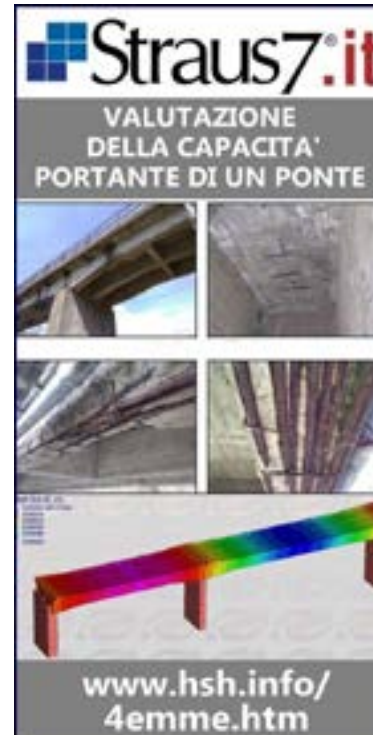 Straus7®.it
VALUTAZIONE
DELLA CAPACITA'
PORTANTE DI UN PONTE
www.hsh.info/
4emme.htm